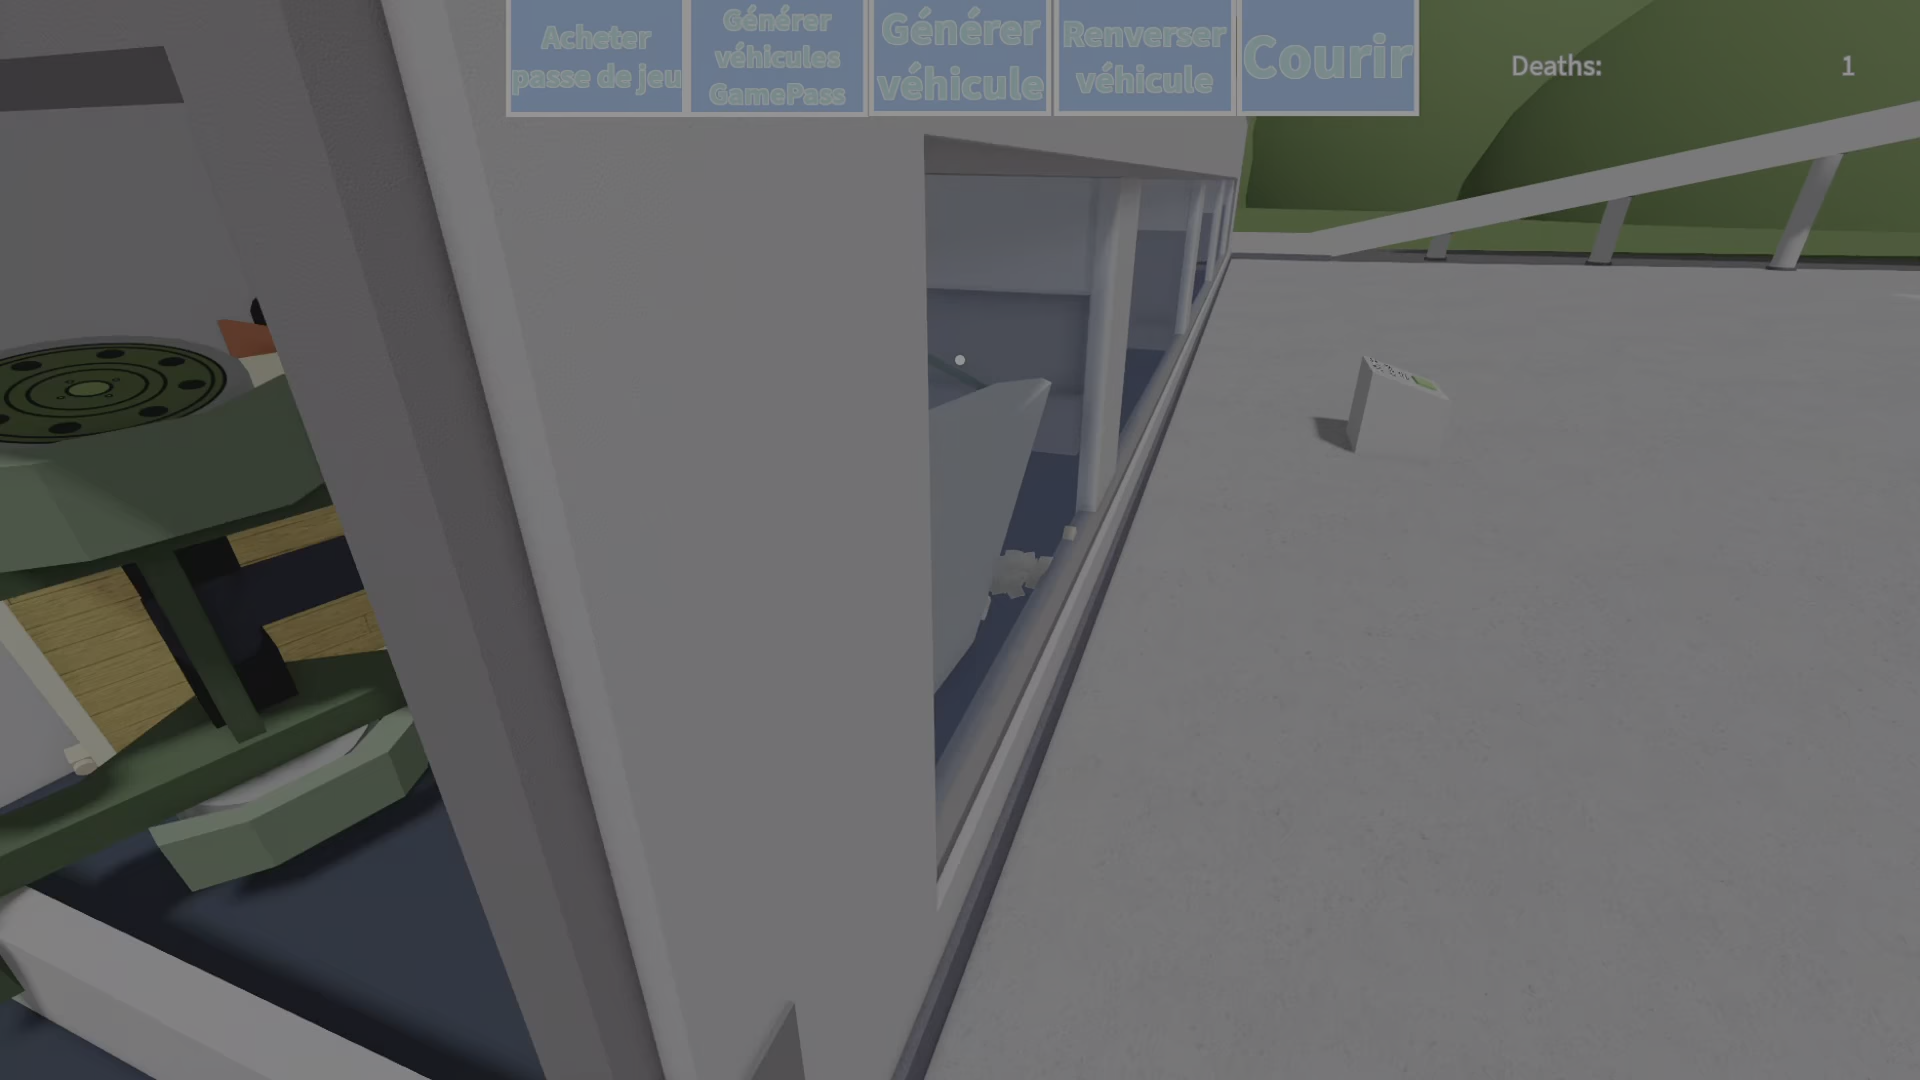 Acheter
passe de jeu
Générer
véhicules
GamePass
Générer
véhicule
Renverser
véhicule
Courir
Deaths: 1